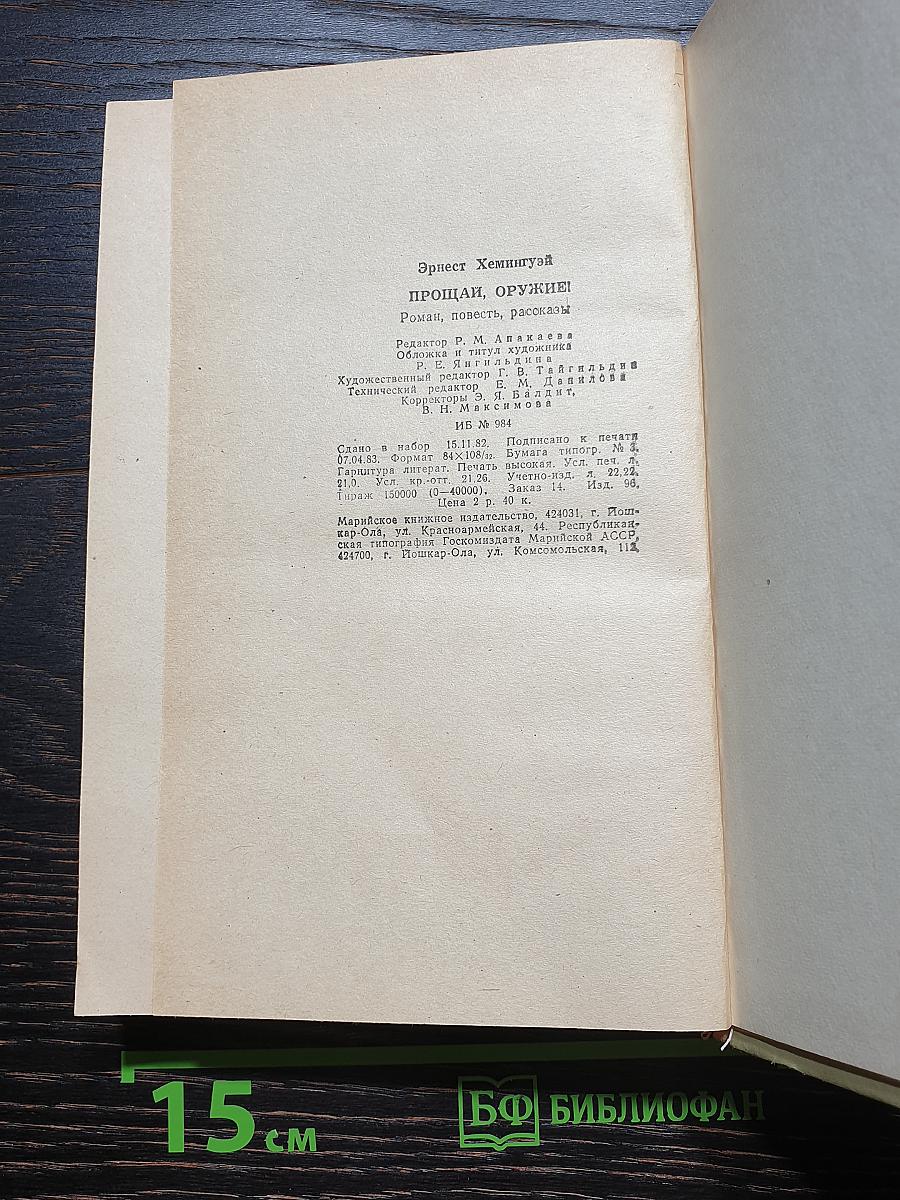 Эрнест Хемингуэй
ПРОЩАЙ, ОРУЖИЕ!
Роман, повесть, рассказы
Редактор Р. М. Апакаева
Обложка и титул художника
Р. Е. Янгильдина
Художественный редактор Г. В. Тайгильдин
Технический редактор Е. М. Данилова
Корректоры Э. Я. Балдит,
В. Н. Максимова
ИБ № 984
Сдано в набор 15.11.82. Подписано к печати
07.04.83. Формат 84×108/32. Бумага типогр. № 3.
Гарнитура литерат. Печать высокая. Усл. печ. л.
21,0. Усл. кр.-отт. 21,26. Учетно-изд. л. 22,22.
Тираж 150000 (0—40000). Заказ 14. Изд. 96.
Цена 2 р. 40 к.
Марийское книжное издательство, 424031, г. Йош-
кар-Ола, ул. Красноармейская, 44. Республикан-
ская типография Госкомиздата Марийской АССР,
424700, г. Йошкар-Ола, ул. Комсомольская, 112.
15 см
БФ БИБЛИОФАН